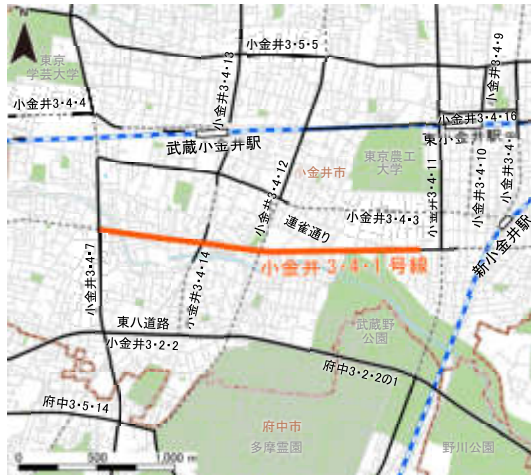 小金井3・5・5
小金井3・4・9
東京
学芸大学
小金井3・4・13
小金井3・4・4
小金井3・4・16
東小金井駅
武蔵小金井駅
小金井3・4・12
小金井市
東京農工
大学
小金井3・4・11
小金井3・4・10
小金井3・4・1
小金井3・4・3
連雀通り
新小金井駅
小金井3・4・7
小金井3・4・14
小金井3・4・1号線
東八道路
小金井3・2・2
武蔵野
公園
府中3・2・2の1
府中3・5・14
府中市
多摩霊園
野川公園
0 500 1,000 m